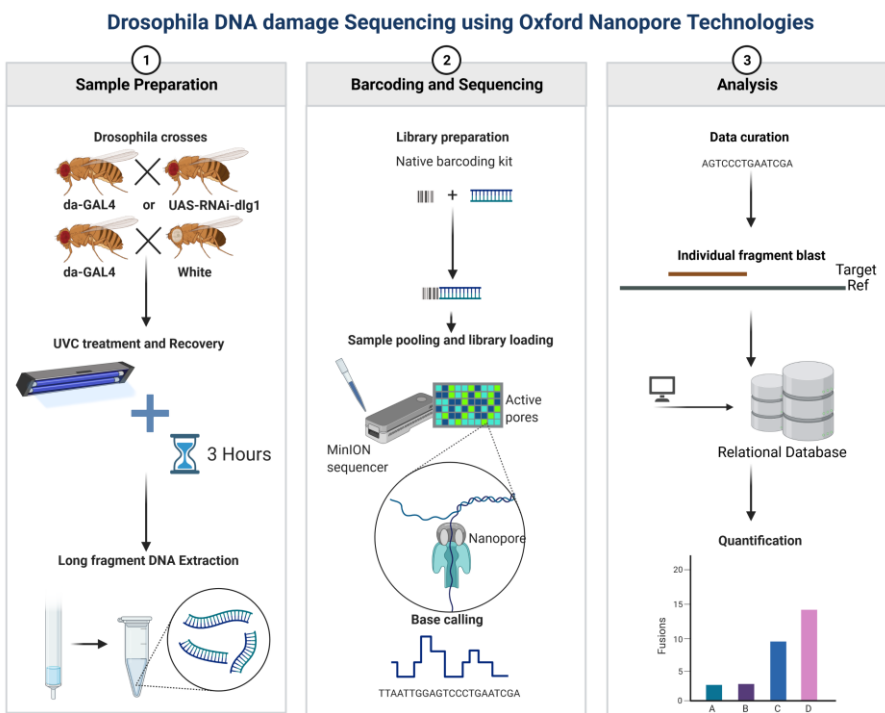 Drosophila DNA damage Sequencing using Oxford Nanopore Technologies
1
Sample Preparation
Drosophila crosses
da-GAL4 or UAS-RNAi-dlg1
da-GAL4 White
UVC treatment and Recovery
3 Hours
Long fragment DNA Extraction
2
Barcoding and Sequencing
Library preparation
Native barcoding kit
+
Sample pooling and library loading
Active
pores
MinION
sequencer
Nanopore
Base calling
TTAATTGGAGTCCCTGAATCGA
3
Analysis
Data curation
AGTCCCTGAATCGA
Individual fragment blast
Target
Ref
Relational Database
Quantification
Fusions
20
15
10
5
0
A B C D